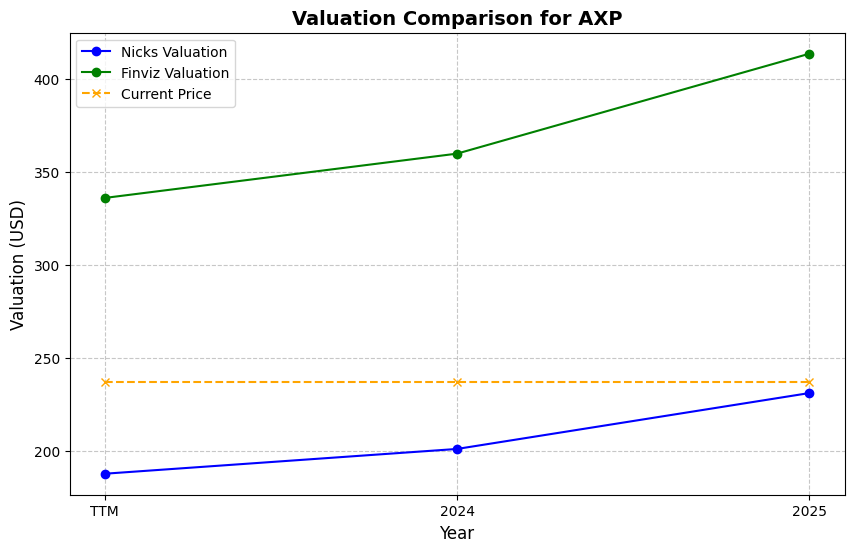 Valuation Comparison for AXP
Nicks Valuation
Finviz Valuation
Current Price
Valuation (USD)
400
350
300
250
200
TTM
2024
2025
Year